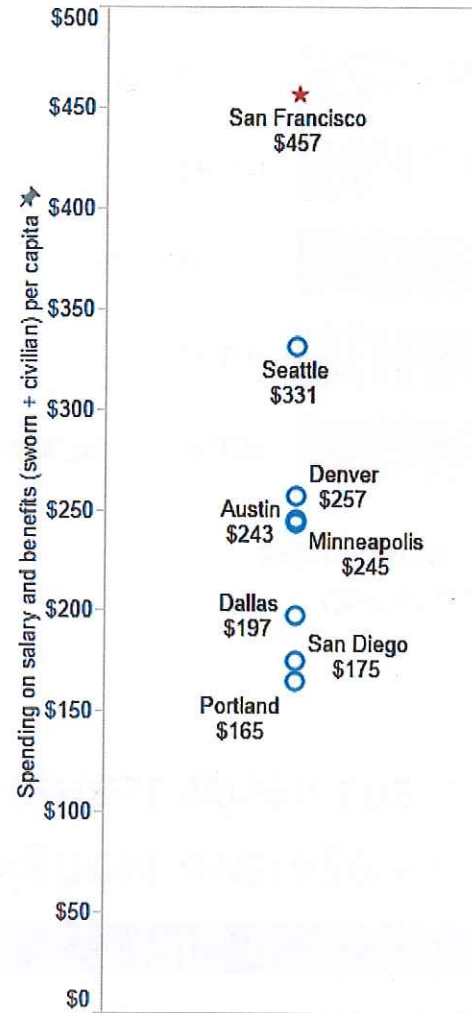 $500
$450
$400
$350
$300
$250
$200
$150
$100
$50
$0
Spending on salary and benefits (sworn + civilian) per capita
San Francisco
$457
Seattle
$331
Denver
$257
Austin
$243
Minneapolis
$245
Dallas
$197
San Diego
$175
Portland
$165